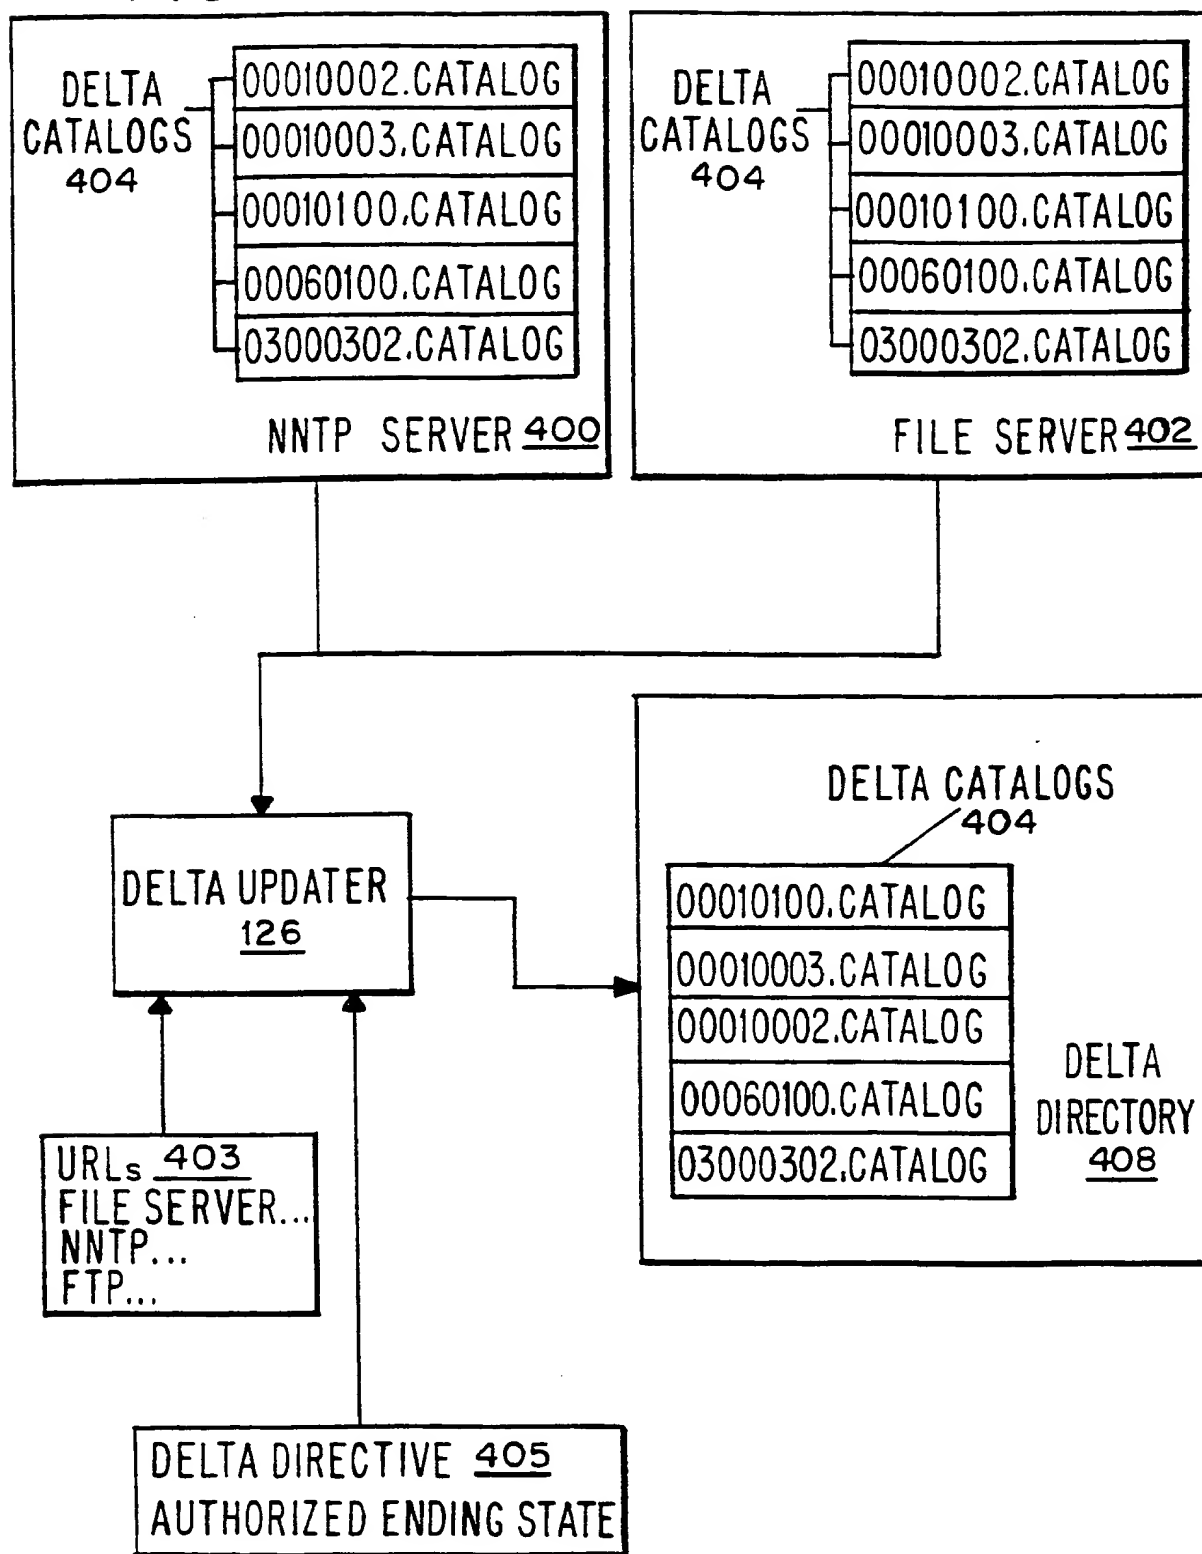 DELTA
CATALOGS
404
00010002.CATALOG
00010003.CATALOG
00010100.CATALOG
00060100.CATALOG
03000302.CATALOG
NNTP SERVER 400
DELTA
CATALOGS
404
00010002.CATALOG
00010003.CATALOG
00010100.CATALOG
00060100.CATALOG
03000302.CATALOG
FILE SERVER 402
DELTA UPDATER
126
DELTA CATALOGS
404
00010100.CATALOG
00010003.CATALOG
00010002.CATALOG
00060100.CATALOG
03000302.CATALOG
DELTA
DIRECTORY
408
URLs 403
FILE SERVER...
NNTP...
FTP...
DELTA DIRECTIVE 405
AUTHORIZED ENDING STATE